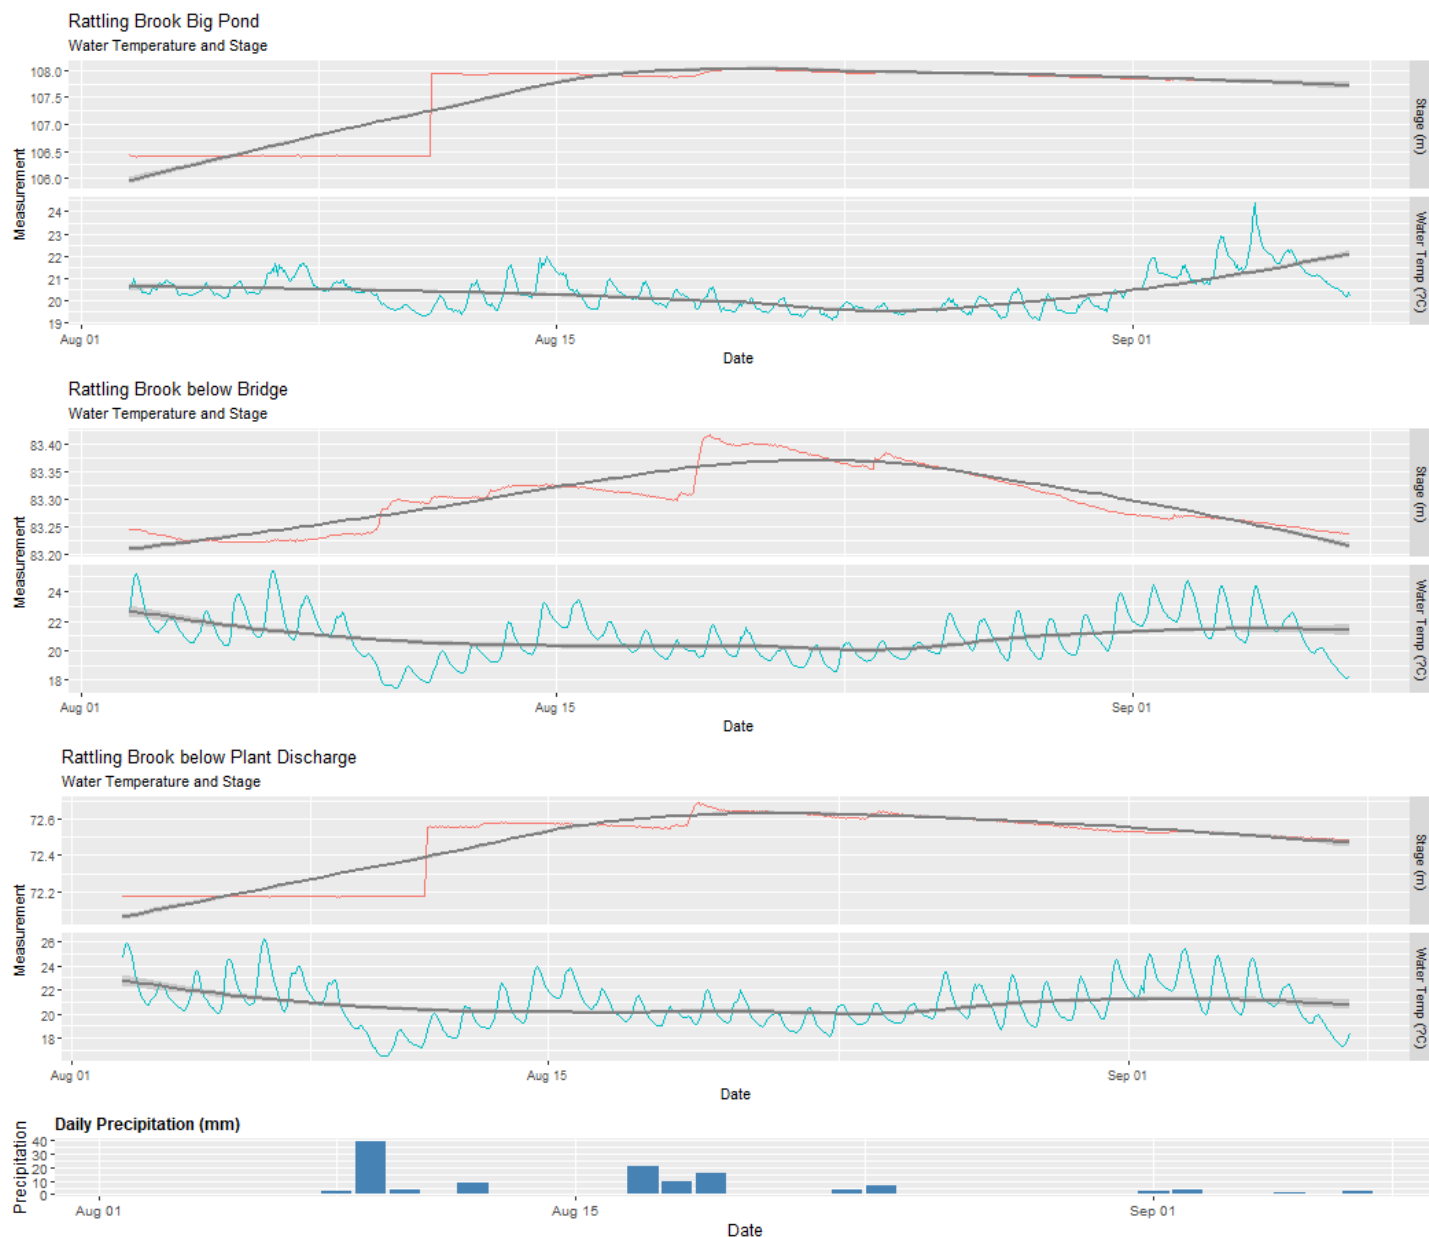 Rattling Brook Big Pond
Water Temperature and Stage
108.0
107.5
107.0
106.5
106.0
Stage (m)
Measurement
24
23
22
21
20
19
Water Temp (?C)
Aug 01 Aug 15 Sep 01
Date
Rattling Brook below Bridge
Water Temperature and Stage
83.40
83.35
83.30
83.25
83.20
Stage (m)
Measurement
24
22
20
18
Water Temp (?C)
Aug 01 Aug 15 Sep 01
Date
Rattling Brook below Plant Discharge
Water Temperature and Stage
72.6
72.4
72.2
Stage (m)
Measurement
26
24
22
20
18
Water Temp (?C)
Aug 01 Aug 15 Sep 01
Date
Daily Precipitation (mm)
Precipitation
40
30
20
10
0
Aug 01 Aug 15 Sep 01
Date